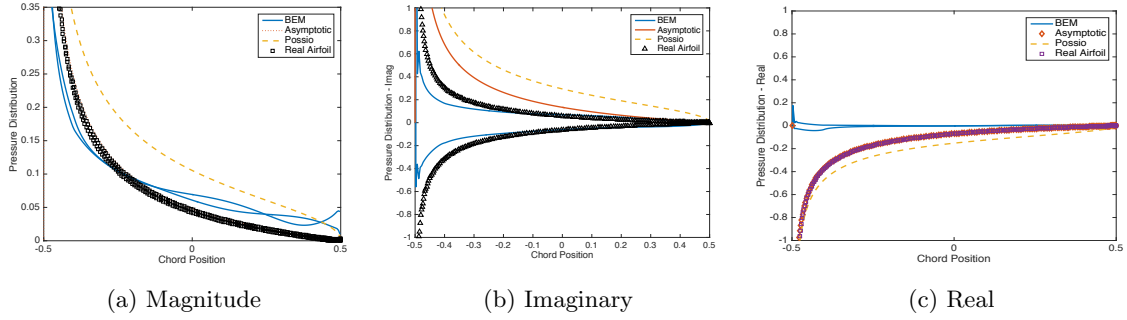 0.35
0.3
0.25
0.2
0.15
0.1
0.05
0
Pressure Distribution
-0.5 0 0.5
Chord Position
BEM
Asymptotic
Possio
Real Airfoil
(a) Magnitude
1
0.8
0.6
0.4
0.2
0
-0.2
-0.4
-0.6
-0.8
-1
Pressure Distribution - Imag
-0.5 -0.4 -0.3 -0.2 -0.1 0 0.1 0.2 0.3 0.4 0.5
Chord Position
BEM
Asymptotic
Possio
Real Airfoil
(b) Imaginary
1
0.8
0.6
0.4
0.2
0
-0.2
-0.4
-0.6
-0.8
-1
Pressure Distribution - Real
-0.5 0 0.5
Chord Position
BEM
Asymptotic
Possio
Real Airfoil
(c) Real